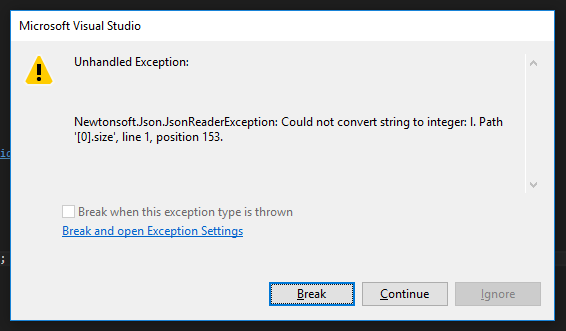 Microsoft Visual Studio
Unhandled Exception:
Newtonsoft.Json.JsonReaderException: Could not convert string to integer: I. Path
'[0].size', line 1, position 153.
Break when this exception type is thrown
Break and open Exception Settings
;
Break
Continue
Ignore